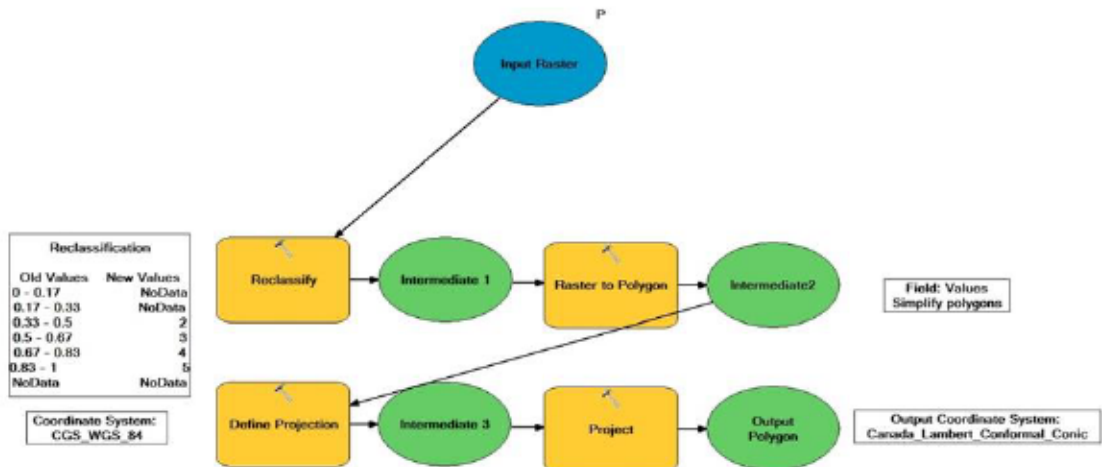 P
Input Raster
Reclassification
Old Values New Values
0 - 0.17 NoData
0.17 - 0.33 NoData
0.33 - 0.5 2
0.5 - 0.67 3
0.67 - 0.83 4
0.83 - 1 5
NoData NoData
Reclassify
Intermediate 1
Raster to Polygon
Intermediate2
Field: Values
Simplify polygons
Coordinate System:
CGS_WGS_84
Define Projection
Intermediate 3
Project
Output
Polygon
Output Coordinate System:
Canada_Lambert_Conformal_Conic